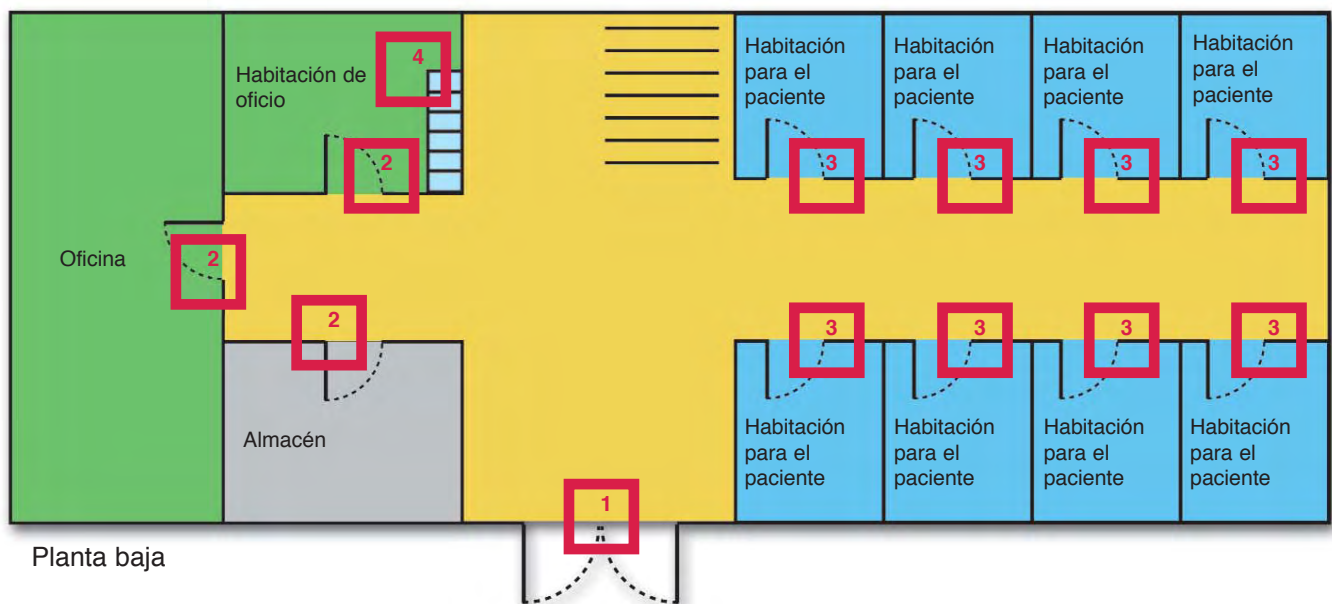 4
Habitación de
oficio
Habitación
para el
paciente
Habitación
para el
paciente
Habitación
para el
paciente
Habitación
para el
paciente
2
3
3
3
3
Oficina
2
2
3
3
3
3
Almacén
Habitación
para el
paciente
Habitación
para el
paciente
Habitación
para el
paciente
Habitación
para el
paciente
1
Planta baja